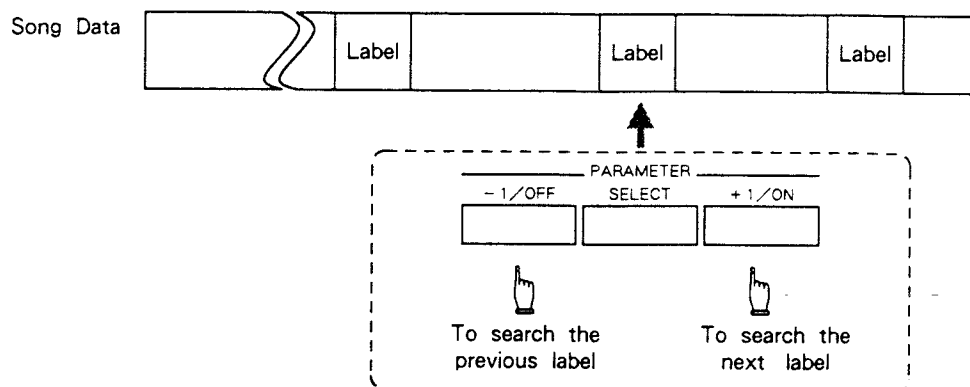 Song Data
Label Label Label
PARAMETER
－1／OFF SELECT ＋1／ON
To search the To search the
previous label next label